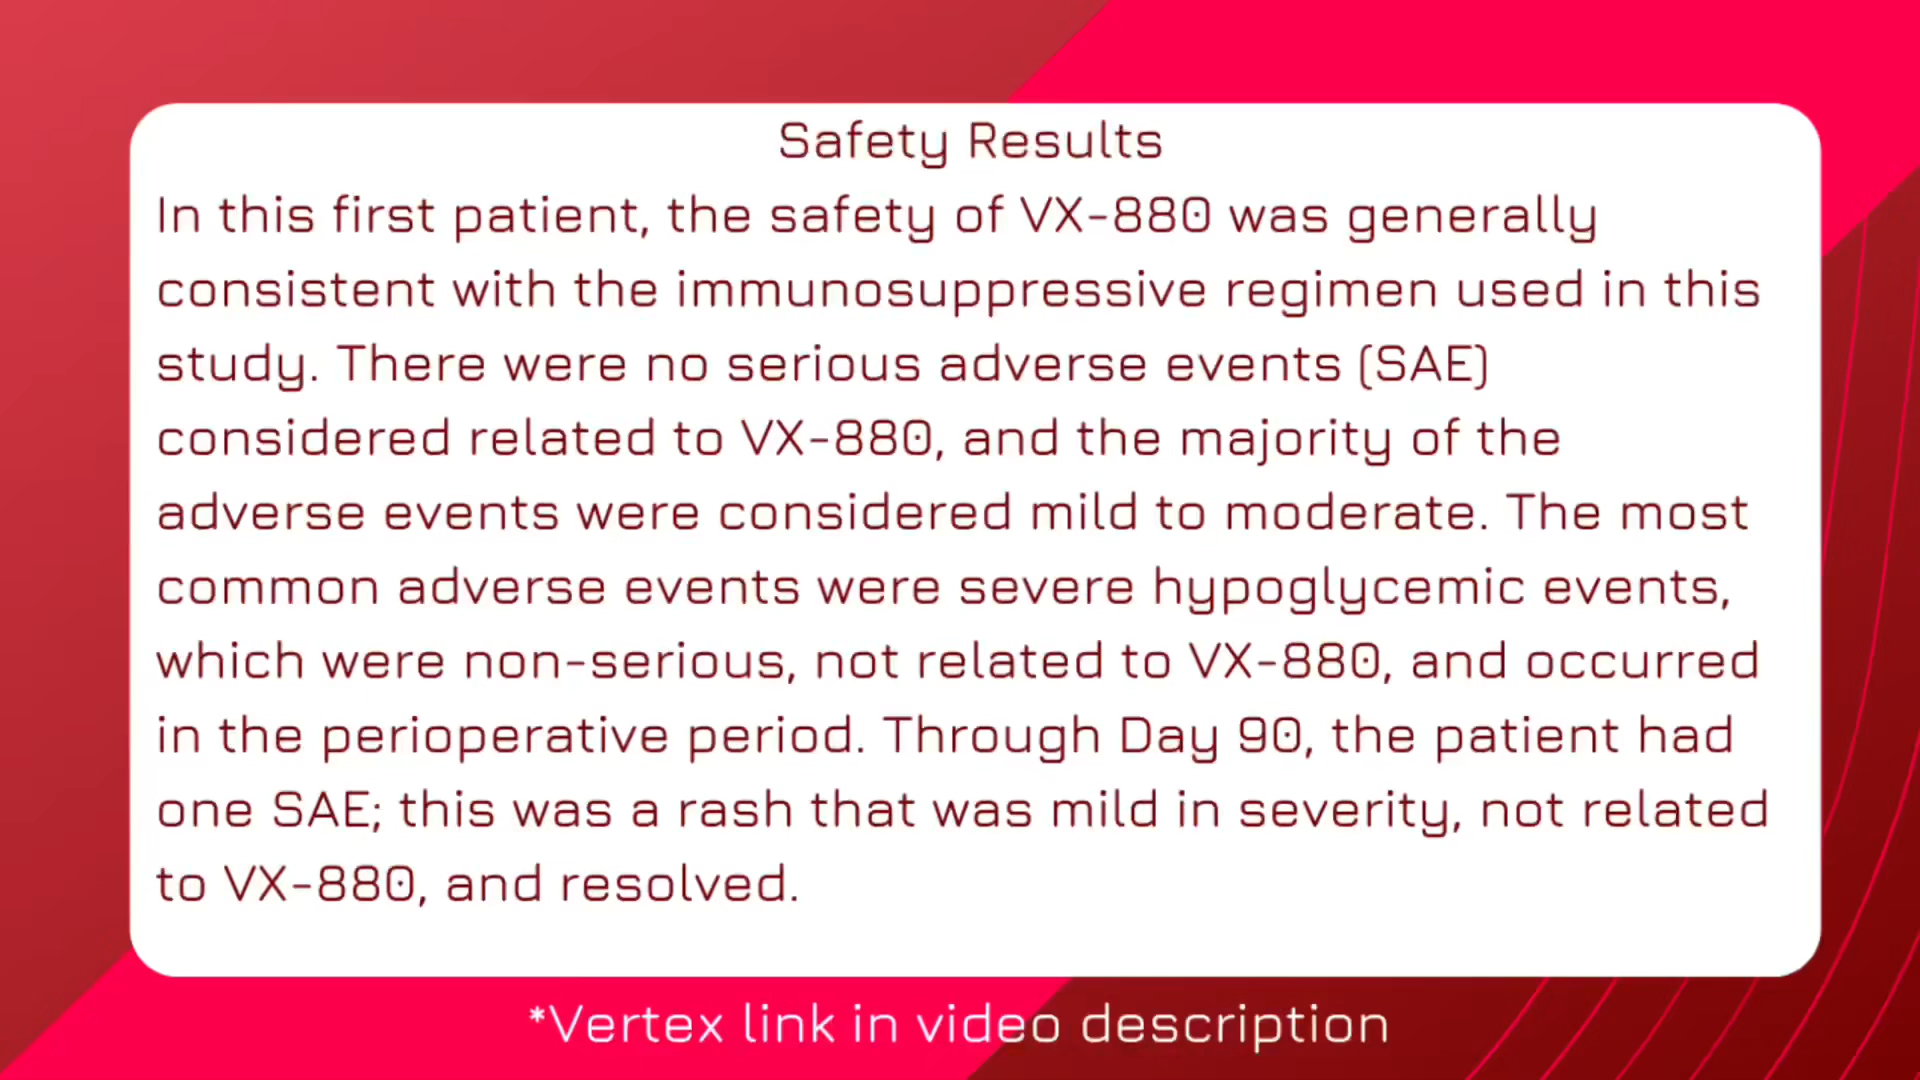 Safety Results
In this first patient, the safety of VX-880 was generally
consistent with the immunosuppressive regimen used in this
study. There were no serious adverse events (SAE)
considered related to VX-880, and the majority of the
adverse events were considered mild to moderate. The most
common adverse events were severe hypoglycemic events,
which were non-serious, not related to VX-880, and occurred
in the perioperative period. Through Day 90, the patient had
one SAE; this was a rash that was mild in severity, not related
to VX-880, and resolved.
*Vertex link in video description